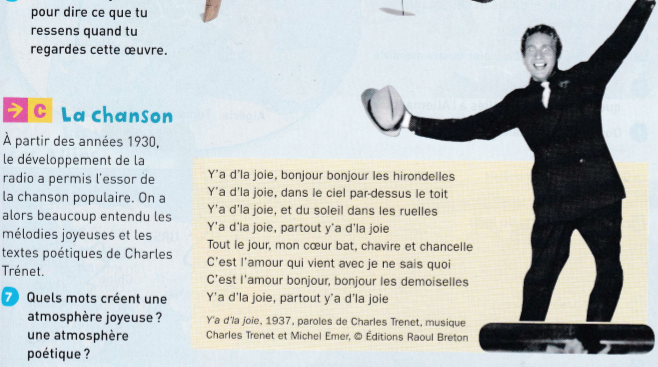 pour dire ce que tu
ressens quand tu
regardes cette œuvre.
C La chanson
À partir des années 1930,
le développement de la
radio a permis l'essor de
la chanson populaire. On a
alors beaucoup entendu les
mélodies joyeuses et les
textes poétiques de Charles
Trénet.
7 Quels mots créent une
atmosphère joyeuse ?
une atmosphère
poétique ?
Y'a d'la joie, bonjour bonjour les hirondelles
Y'a d'la joie, dans le ciel par-dessus le toit
Y'a d'la joie, et du soleil dans les ruelles
Y'a d'la joie, partout y'a d'la joie
Tout le jour, mon cœur bat, chavire et chancelle
C'est l'amour qui vient avec je ne sais quoi
C'est l'amour bonjour, bonjour les demoiselles
Y'a d'la joie, partout y'a d'la joie
Y'a d'la joie, 1937, paroles de Charles Trenet, musique
Charles Trenet et Michel Emer, © Éditions Raoul Breton